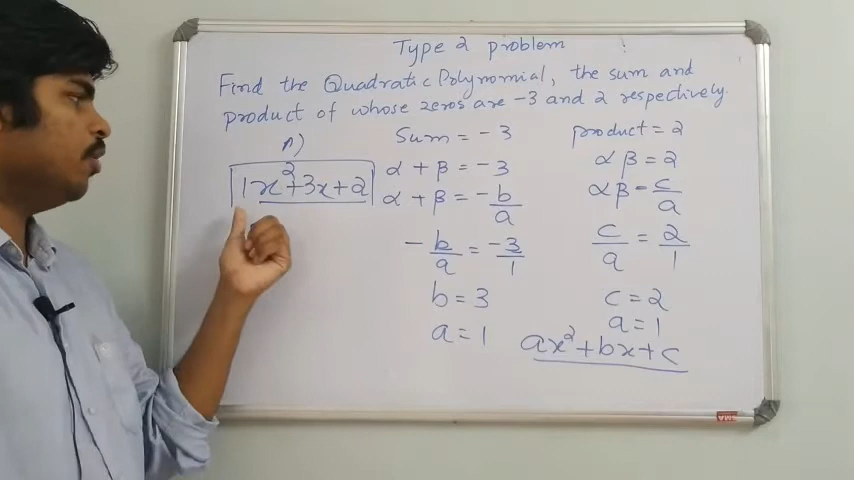 Type 2 problem
Find the Quadratic Polynomial, the sum and
product of whose zeros are -3 and 2 respectively.
1x²+3x+2
Sum = -3
α + β = -3
α + β = -b/a
-b/a = -3/1
b = 3
a = 1
product = 2
α β = 2
αβ = c/a
c/a = 2/1
c = 2
a = 1
ax²+bx+c
SMA